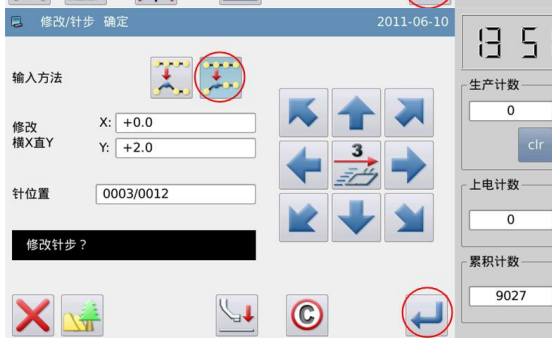 修改/针步 确定 2011-06-10
输入方法
修改
横X直Y
X: +0.0
Y: +2.0
针位置 0003/0012
修改针步？
3
C
生产计数
0
clr
上电计数
0
累积计数
9027